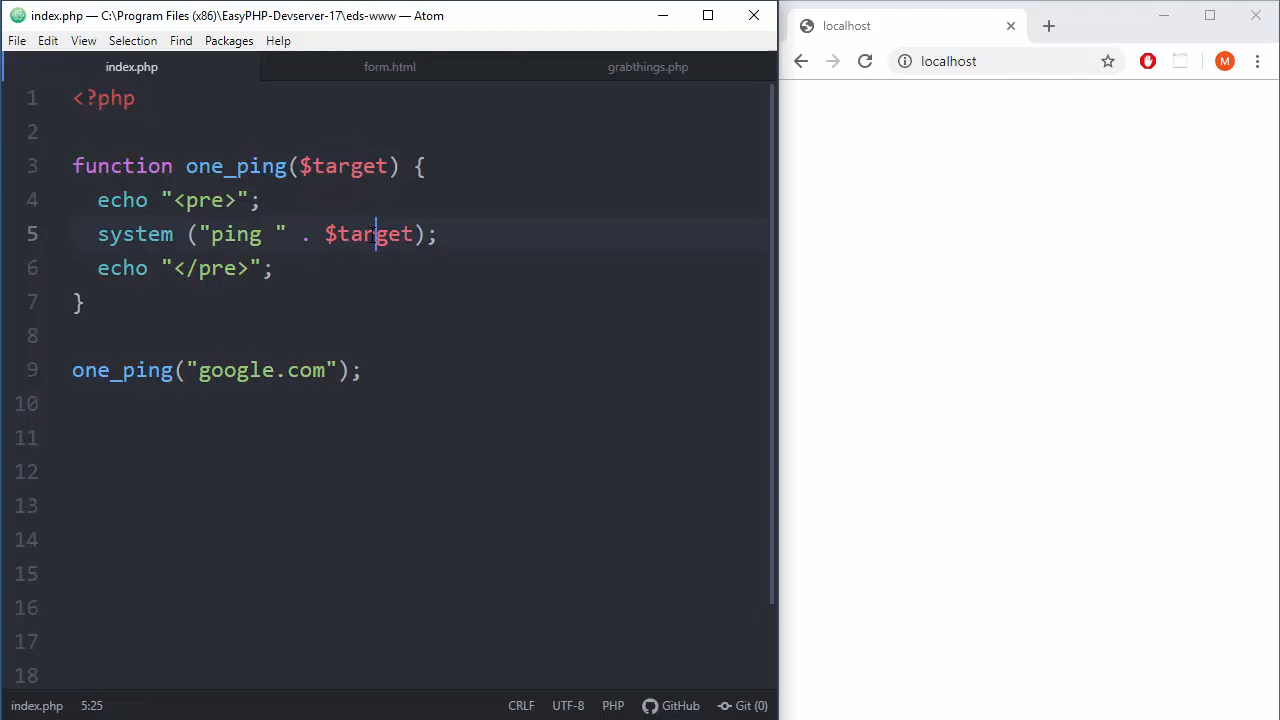 index.php — C:\Program Files (x86)\EasyPHP-Devserver-17\eds-www — Atom
File Edit View Selection Find Packages Help
index.php form.html grabthings.php
1 <?php
2
3 function one_ping($target) {
4 echo "<pre>";
5 system ("ping " . $target);
6 echo "</pre>";
7 }
8
9 one_ping("google.com");
10
11
12
13
14
15
16
17
18
index.php 5:25 CRLF UTF-8 PHP GitHub Git (0)
localhost
localhost M